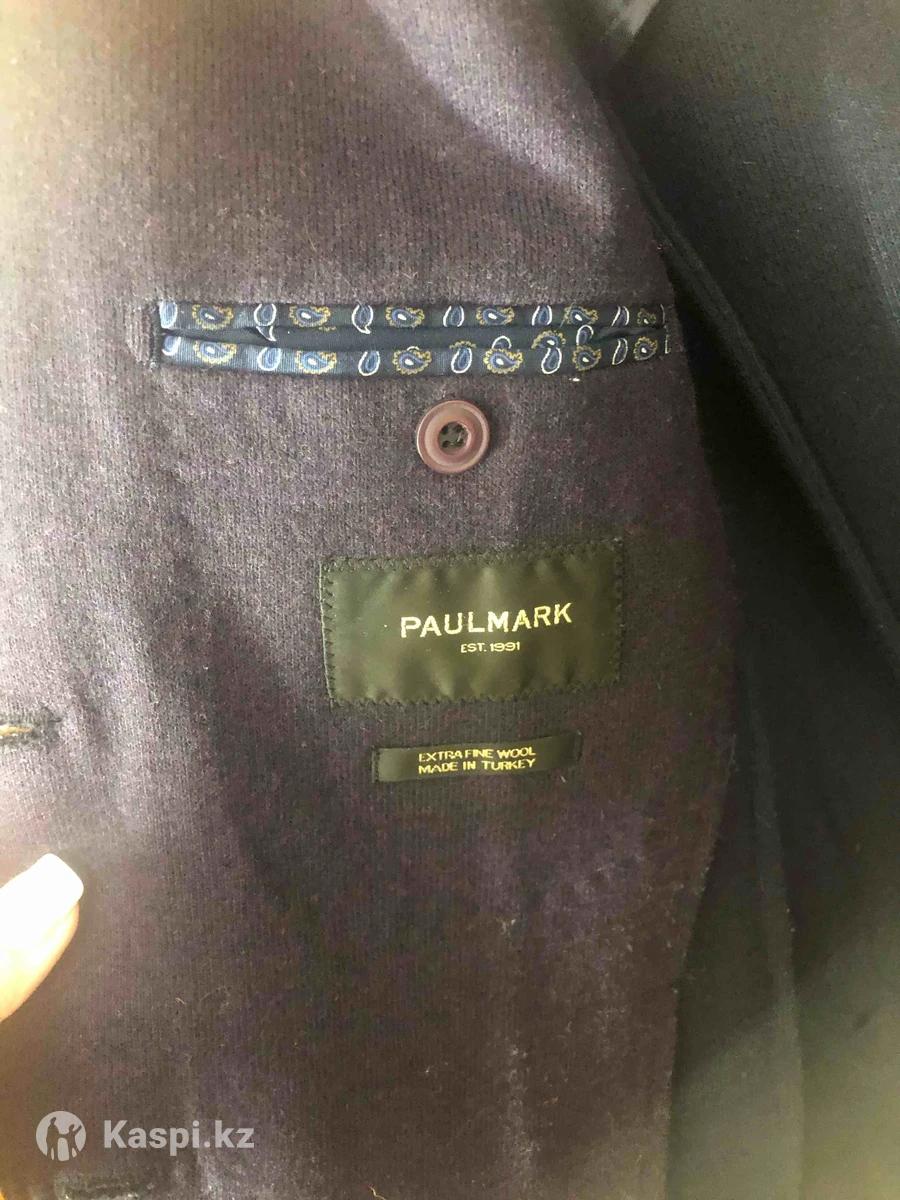 PAULMARK
EST. 1991
EXTRA FINE WOOL
MADE IN TURKEY
Kaspi.kz